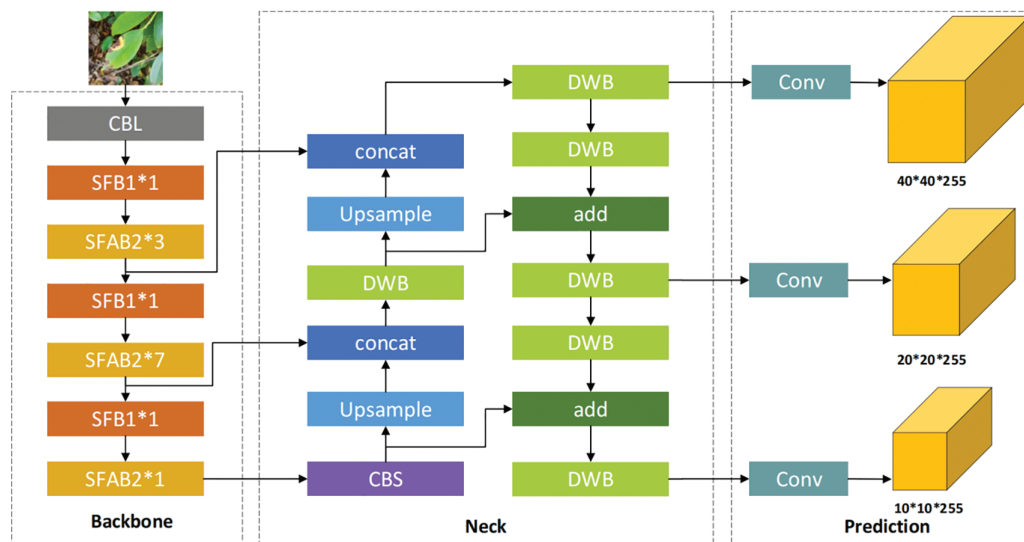 CBL
SFB1*1
SFAB2*3
SFB1*1
SFAB2*7
SFB1*1
SFAB2*1
Backbone
concat
Upsample
DWB
concat
Upsample
CBS
DWB
DWB
add
DWB
DWB
add
DWB
Neck
Conv
40*40*255
Conv
20*20*255
Conv
10*10*255
Prediction